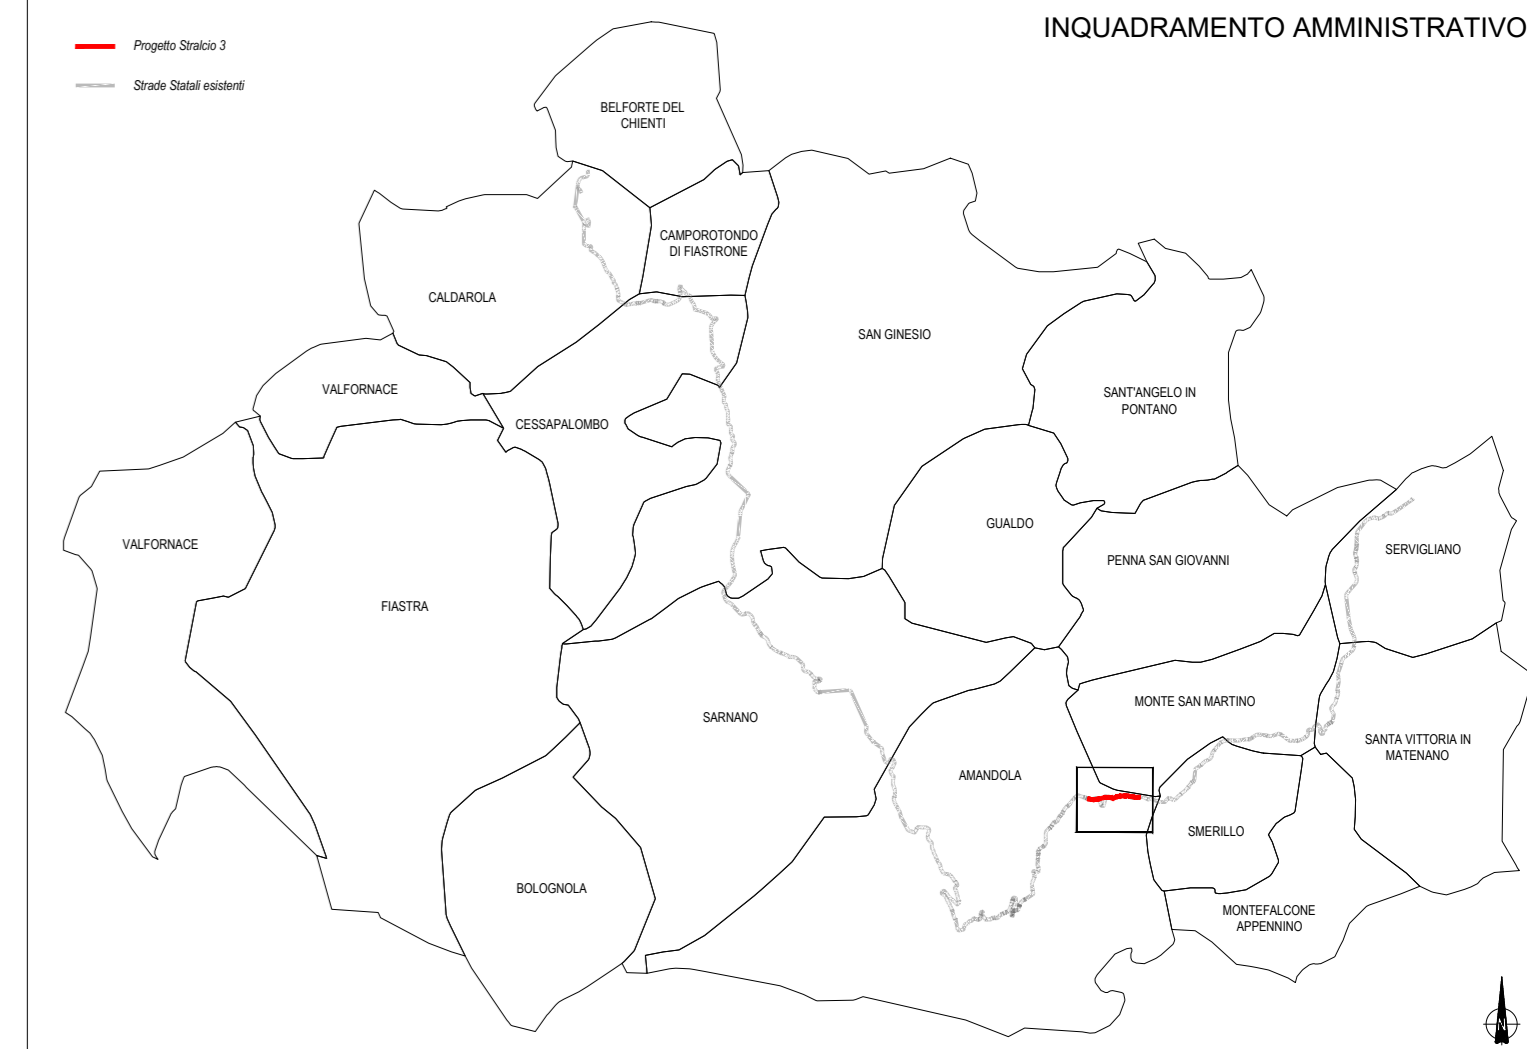 INQUADRAMENTO AMMINISTRATIVO
Progetto Stralcio 3
Strade Statali esistenti
BELFORTE DEL
CHIENTI
CAMPOROTONDO
DI FIASTRONE
CALDAROLA
SAN GINESIO
VALFORNACE
SANT'ANGELO IN
PONTANO
CESSAPALOMBO
GUALDO
VALFORNACE
SERVIGLIANO
PENNA SAN GIOVANNI
FIASTRA
MONTE SAN MARTINO
SARNANO
SANTA VITTORIA IN
MATENANO
AMANDOLA
SMERILLO
BOLOGNOLA
MONTEFALCONE
APPENNINO
N